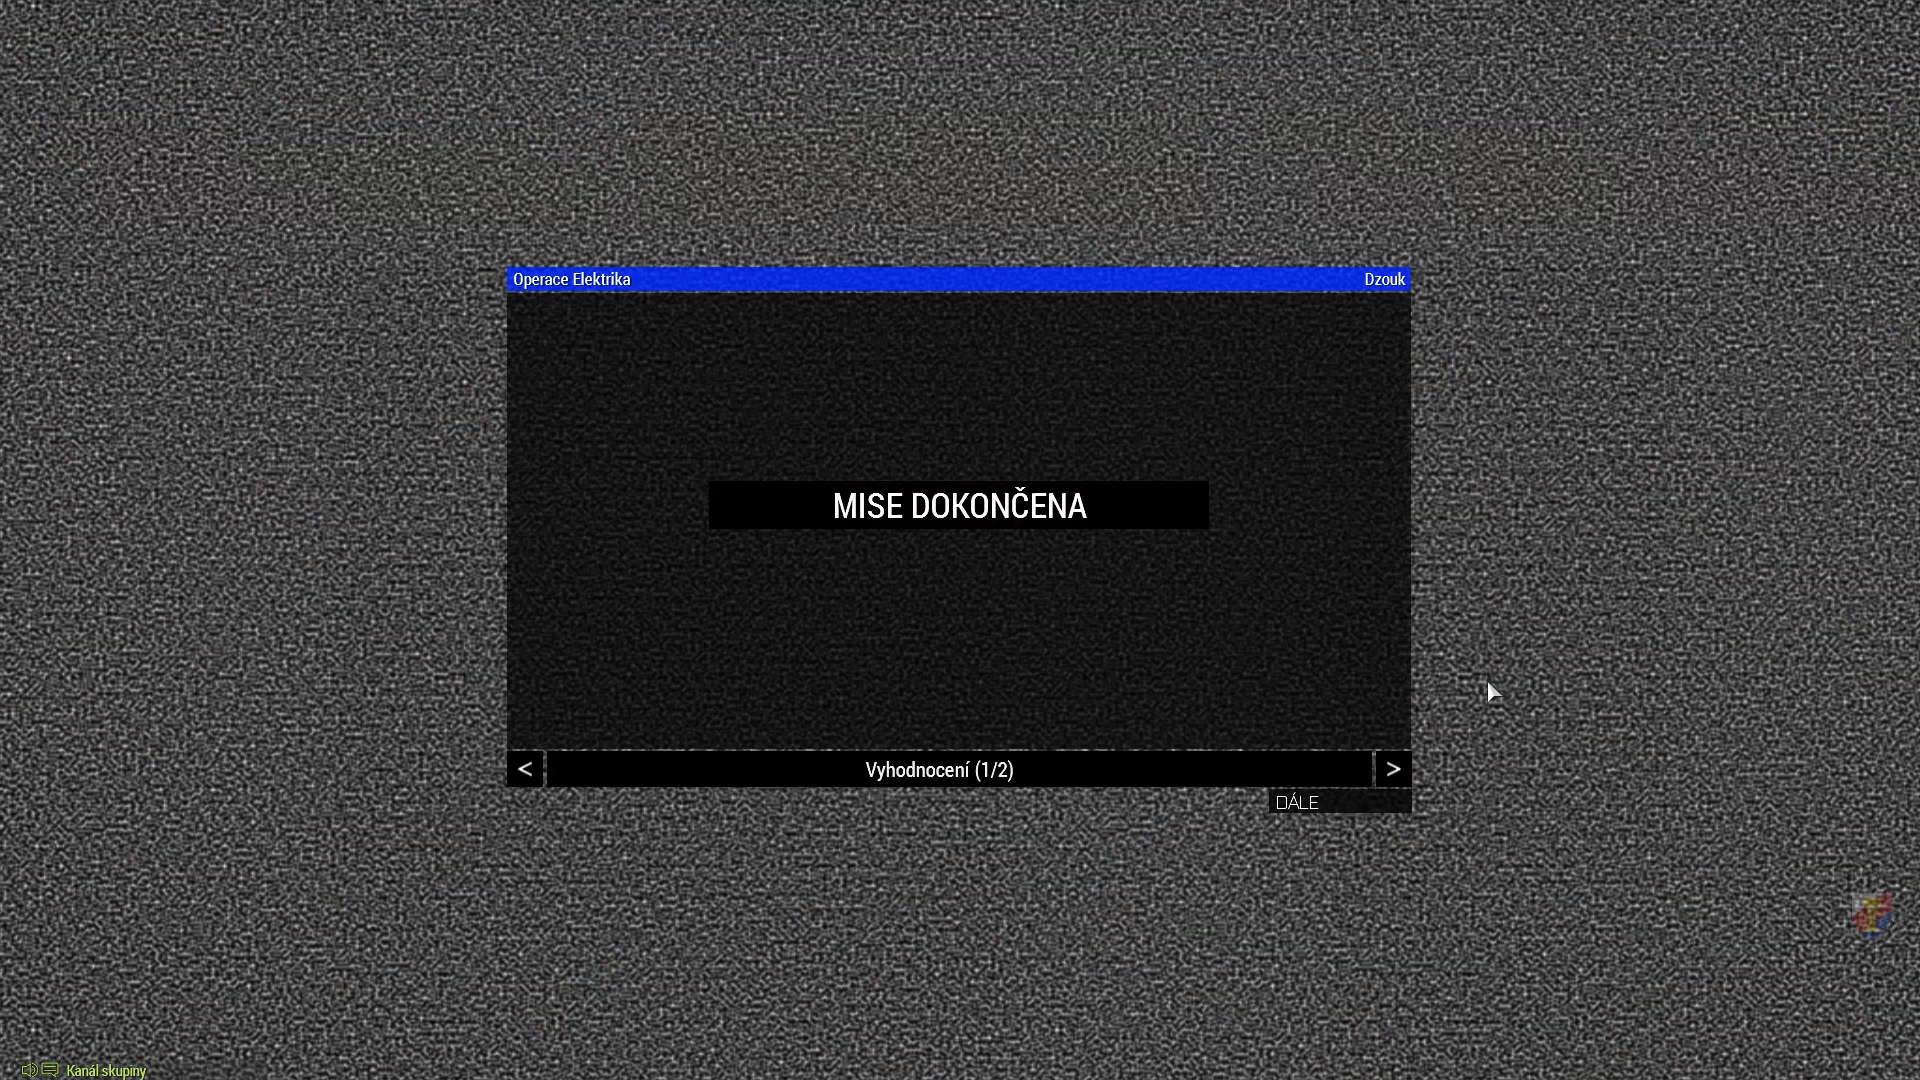 Operace Elektrika
Dzouk
MISE DOKONČENA
< Vyhodnocení (1/2) >
DÁLE
Kanál skupiny